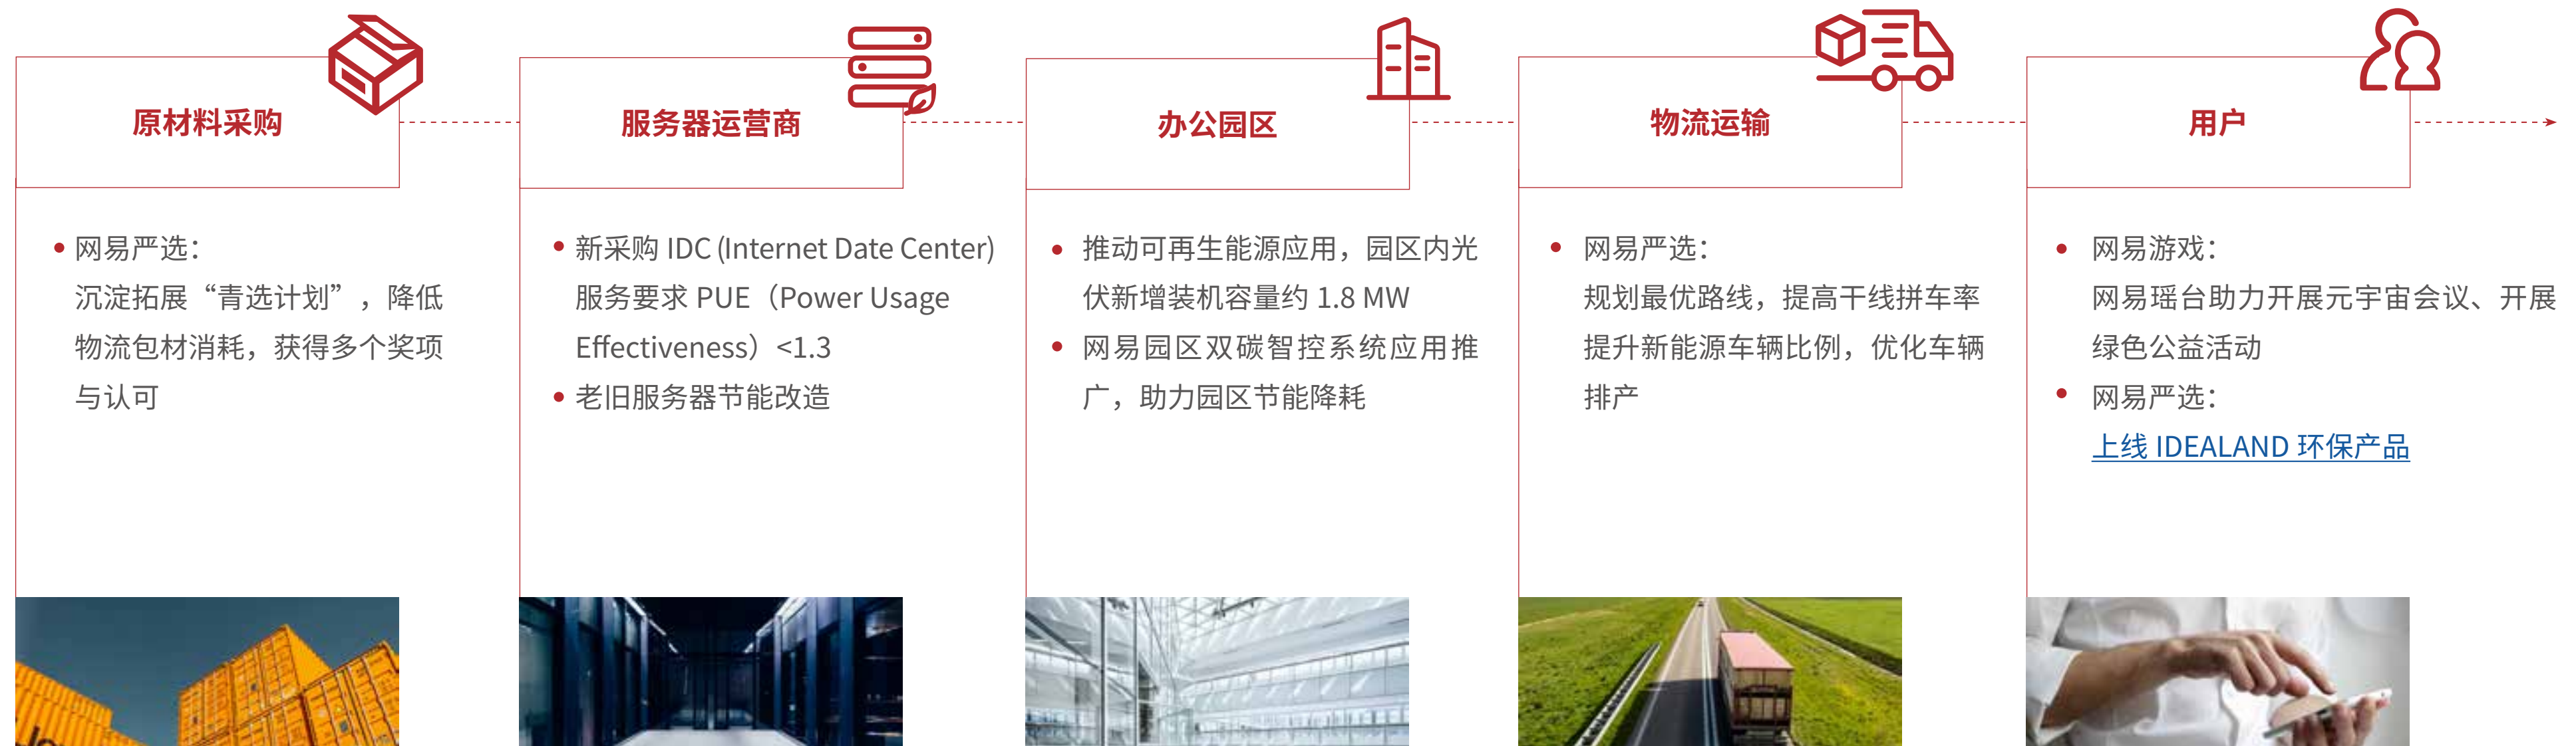 原材料采购
网易严选：
沉淀拓展“青选计划”，降低
物流包材消耗，获得多个奖项
与认可
服务器运营商
新采购 IDC (Internet Date Center)
服务要求 PUE（Power Usage
Effectiveness）<1.3
老旧服务器节能改造
办公园区
推动可再生能源应用，园区内光
伏新增装机容量约 1.8 MW
网易园区双碳智控系统应用推
广，助力园区节能降耗
物流运输
网易严选：
规划最优路线，提高干线拼车率
提升新能源车辆比例，优化车辆
排产
用户
网易游戏：
网易瑶台助力开展元宇宙会议、开展
绿色公益活动
网易严选：
上线 IDEALAND 环保产品